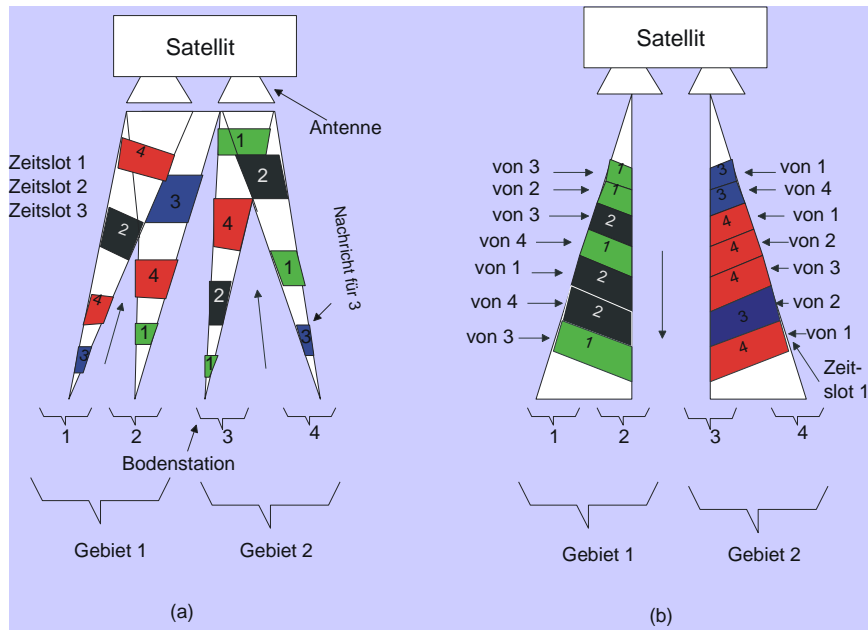 Satellit
Antenne
Zeitslot 1
Zeitslot 2
Zeitslot 3
4
3
2
4
3
4
1
1
2
4
2
1
1
3
Nachricht für 3
1
2
3
4
Bodenstation
Gebiet 1
Gebiet 2
(a)
Satellit
von 3
von 2
von 3
von 4
von 1
von 4
von 3
1
1
2
1
2
2
1
3
3
4
4
4
3
4
von 1
von 4
von 1
von 2
von 3
von 2
von 1
Zeit-
slot 1
1
2
3
4
Gebiet 1
Gebiet 2
(b)